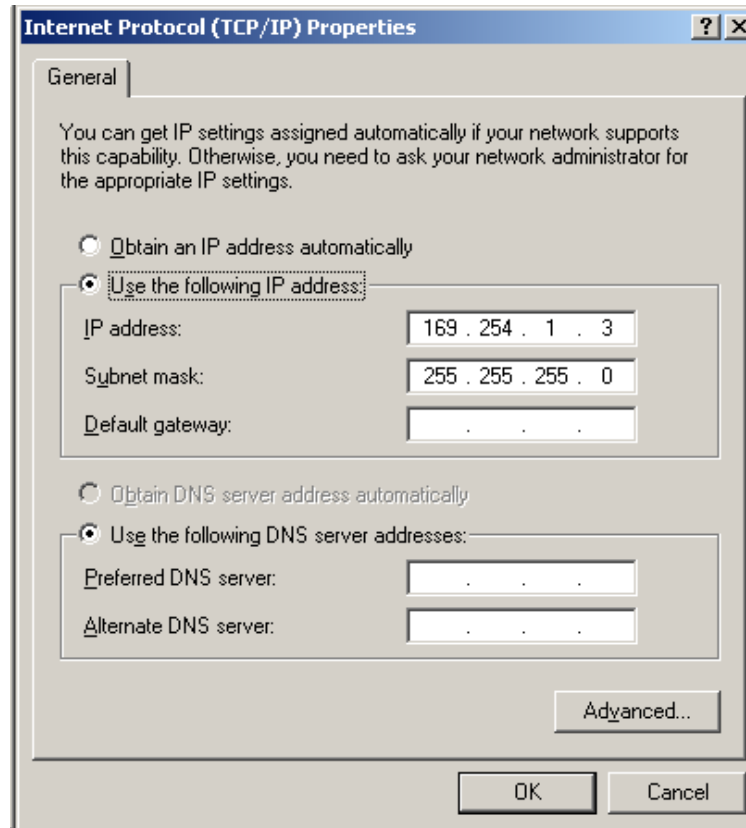 Internet Protocol (TCP/IP) Properties
General
You can get IP settings assigned automatically if your network supports
this capability. Otherwise, you need to ask your network administrator for
the appropriate IP settings.
Obtain an IP address automatically
Use the following IP address:
IP address: 169 . 254 . 1 . 3
Subnet mask: 255 . 255 . 255 . 0
Default gateway: . . .
Obtain DNS server address automatically
Use the following DNS server addresses:
Preferred DNS server: . . .
Alternate DNS server: . . .
Advanced...
OK Cancel